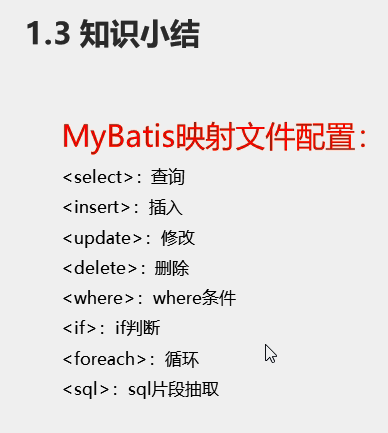 1.3 知识小结
MyBatis映射文件配置：
<select>：查询
<insert>：插入
<update>：修改
<delete>：删除
<where>：where条件
<if>：if判断
<foreach>：循环
<sql>：sql片段抽取